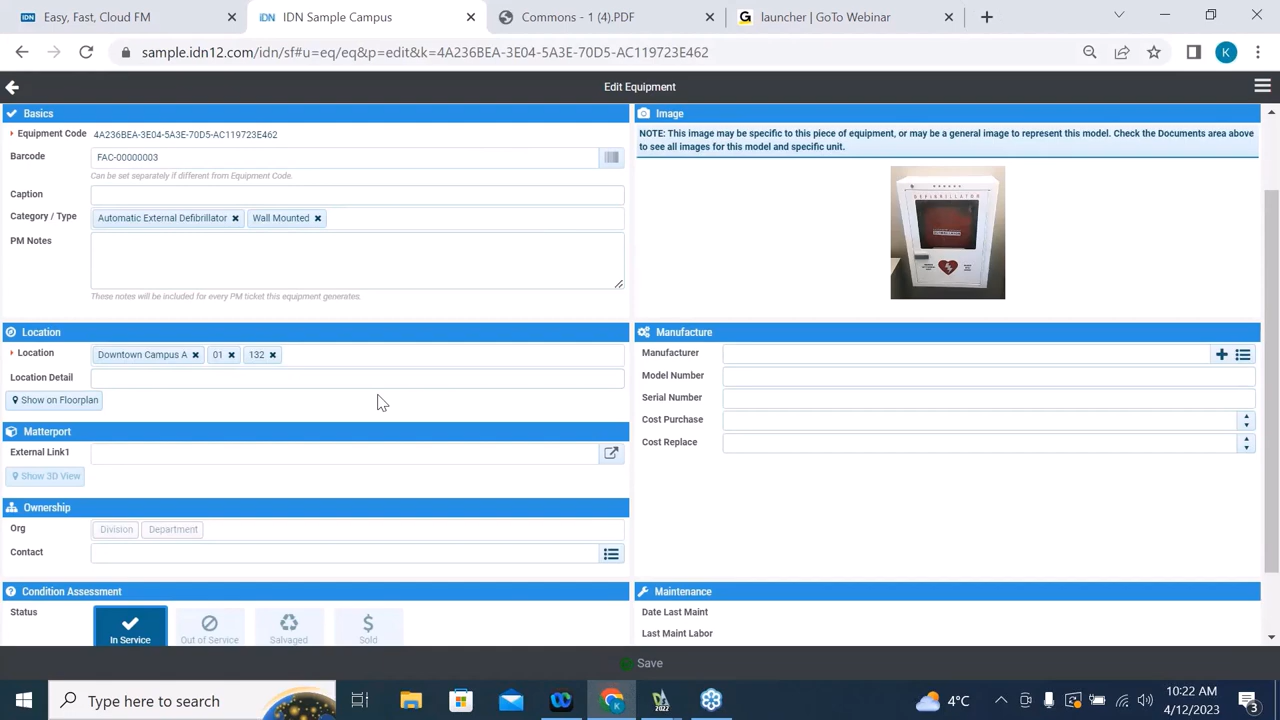 Easy, Fast, Cloud FM
IDN IDN Sample Campus
Commons - 1 (4).PDF
G launcher | GoTo Webinar
sample.idn12.com/idn/sf#u=eq/eq&p=edit&k=4A236BEA-3E04-5A3E-70D5-AC119723E462
K
Edit Equipment
Basics
Equipment Code 4A236BEA-3E04-5A3E-70D5-AC119723E462
Barcode FAC-00000003
Can be set separately if different from Equipment Code.
Caption
Category / Type Automatic External Defibrillator Wall Mounted
PM Notes
These notes will be included for every PM ticket this equipment generates.
Location
Location Downtown Campus A 01 132
Location Detail
Show on Floorplan
Matterport
External Link1
Show 3D View
Ownership
Org Division Department
Contact
Condition Assessment
Status In Service Out of Service Salvaged Sold
Image
NOTE: This image may be specific to this piece of equipment, or may be a general image to represent this model. Check the Documents area above
to see all images for this model and specific unit.
DEFIBRILLATOR
Manufacture
Manufacturer
Model Number
Serial Number
Cost Purchase
Cost Replace
Maintenance
Date Last Maint
Last Maint Labor
Save
Type here to search
2022
4°C
10:22 AM
4/12/2023
3